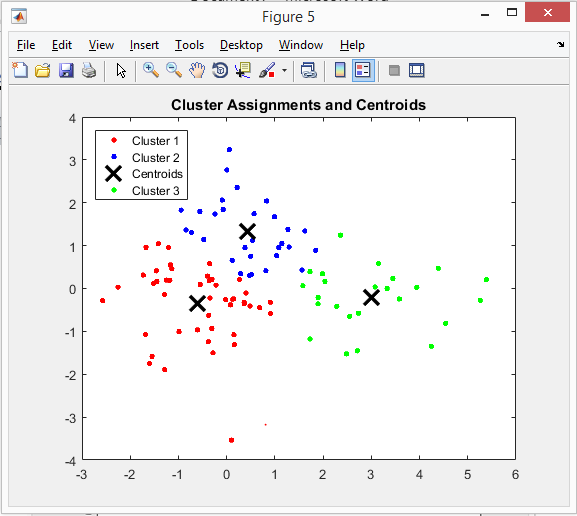 Figure 5
File Edit View Insert Tools Desktop Window Help
Cluster Assignments and Centroids
Cluster 1
Cluster 2
Centroids
Cluster 3
4
3
2
1
0
-1
-2
-3
-4
-3 -2 -1 0 1 2 3 4 5 6